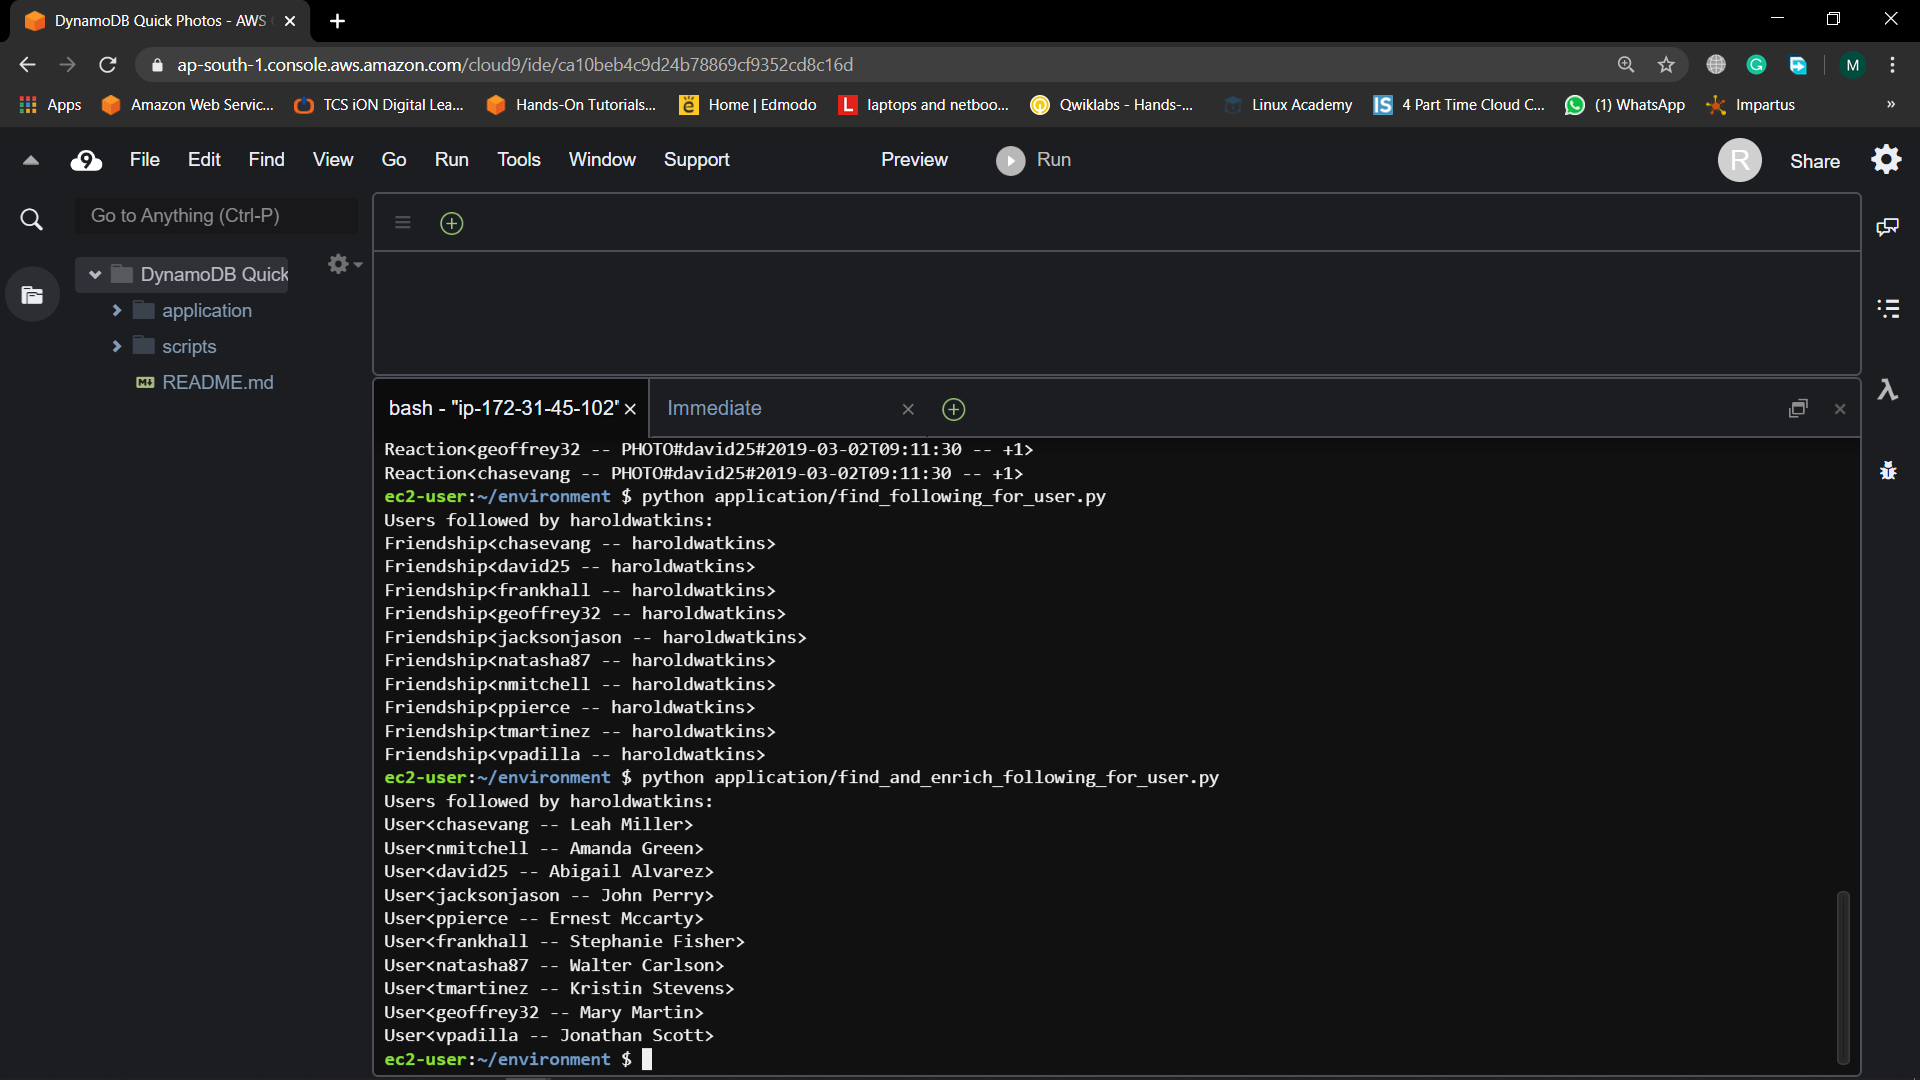 DynamoDB Quick Photos - AWS
ap-south-1.console.aws.amazon.com/cloud9/ide/ca10beb4c9d24b78869cf9352cd8c16d
M
Apps Amazon Web Servic... TCS iON Digital Lea... Hands-On Tutorials... Home | Edmodo laptops and netboo... Qwiklabs - Hands-... Linux Academy 4 Part Time Cloud C... (1) WhatsApp Impartus »
9 File Edit Find View Go Run Tools Window Support Preview Run R Share
Go to Anything (Ctrl-P)
DynamoDB Quick
application
scripts
README.md
bash - "ip-172-31-45-102" Immediate
Reaction<geoffrey32 -- PHOTO#david25#2019-03-02T09:11:30 -- +1>
Reaction<chasevang -- PHOTO#david25#2019-03-02T09:11:30 -- +1>
ec2-user:~/environment $ python application/find_following_for_user.py
Users followed by haroldwatkins:
Friendship<chasevang -- haroldwatkins>
Friendship<david25 -- haroldwatkins>
Friendship<frankhall -- haroldwatkins>
Friendship<geoffrey32 -- haroldwatkins>
Friendship<jacksonjason -- haroldwatkins>
Friendship<natasha87 -- haroldwatkins>
Friendship<nmitchell -- haroldwatkins>
Friendship<ppierce -- haroldwatkins>
Friendship<tmartinez -- haroldwatkins>
Friendship<vpadilla -- haroldwatkins>
ec2-user:~/environment $ python application/find_and_enrich_following_for_user.py
Users followed by haroldwatkins:
User<chasevang -- Leah Miller>
User<nmitchell -- Amanda Green>
User<david25 -- Abigail Alvarez>
User<jacksonjason -- John Perry>
User<ppierce -- Ernest Mccarty>
User<frankhall -- Stephanie Fisher>
User<natasha87 -- Walter Carlson>
User<tmartinez -- Kristin Stevens>
User<geoffrey32 -- Mary Martin>
User<vpadilla -- Jonathan Scott>
ec2-user:~/environment $